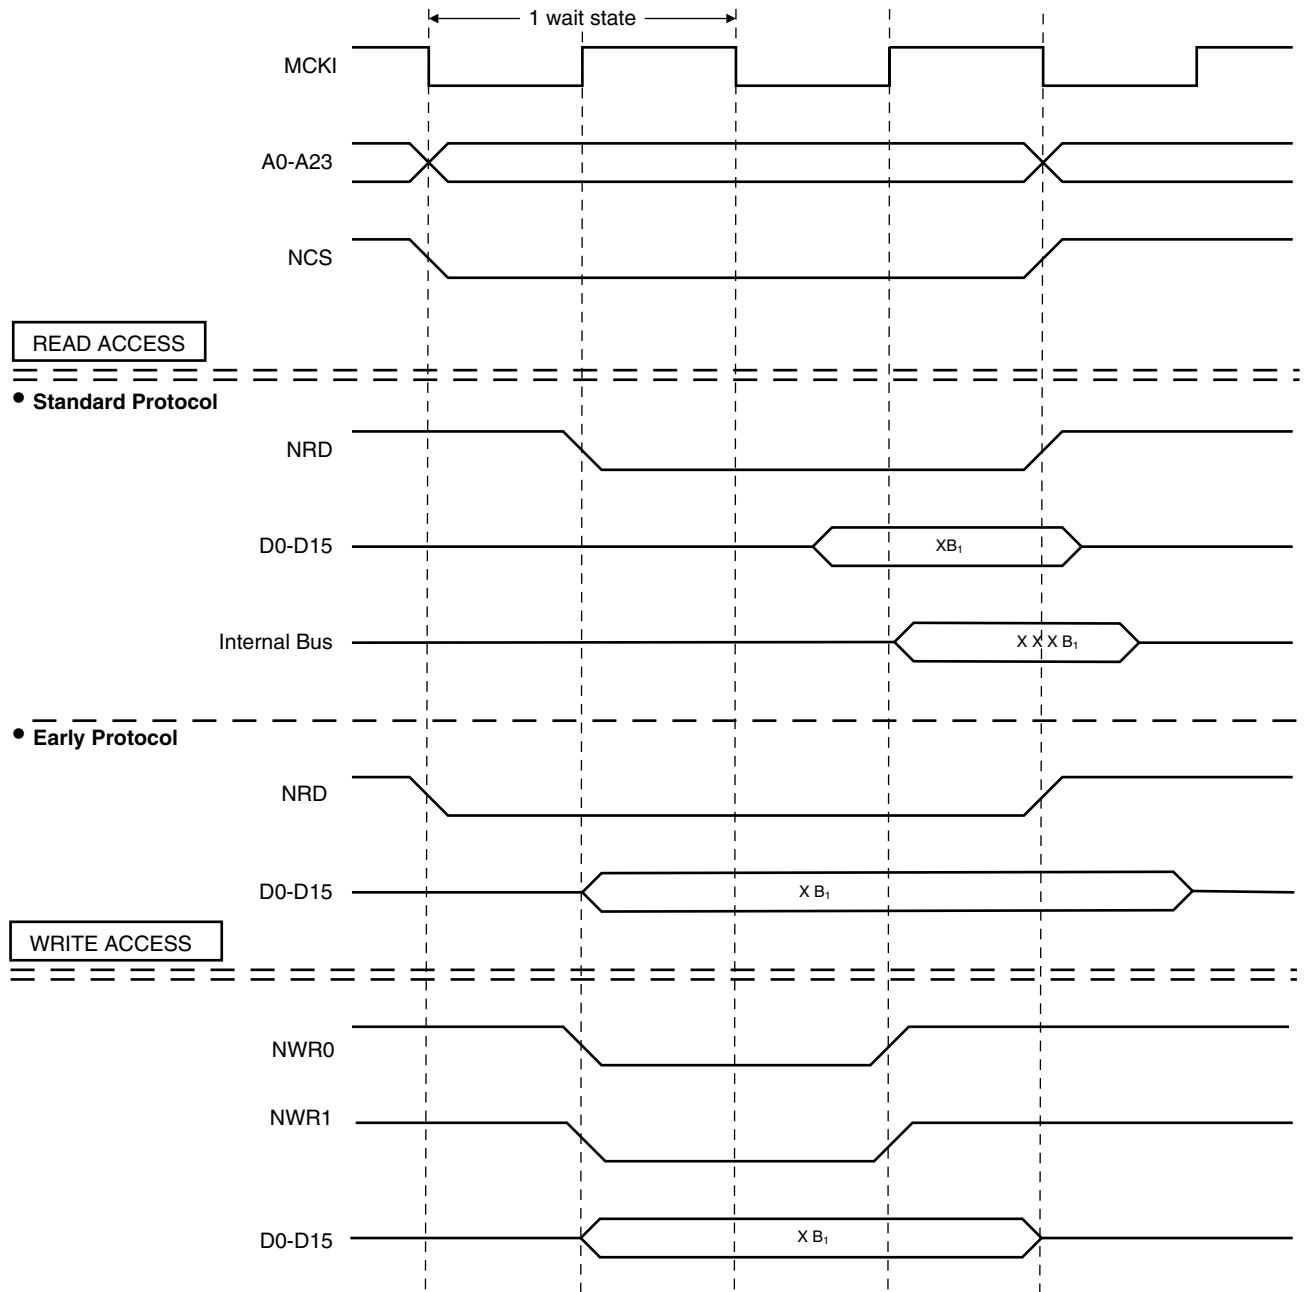 1 wait state
MCKI
A0-A23
NCS
READ ACCESS
• Standard Protocol
NRD
D0-D15
XB₁
Internal Bus
X X X B₁
• Early Protocol
NRD
D0-D15
X B₁
WRITE ACCESS
NWR0
NWR1
D0-D15
X B₁